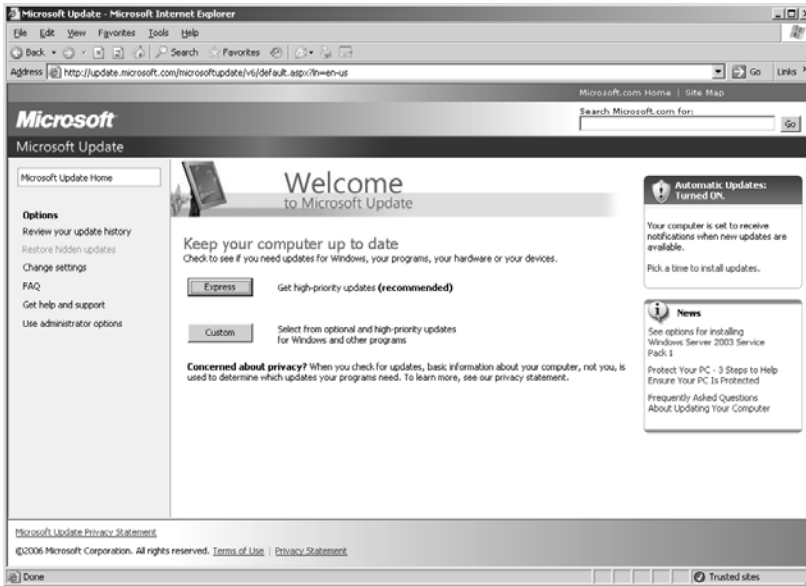 Microsoft Update - Microsoft Internet Explorer
File Edit View Favorites Tools Help
Back Search Favorites
Address http://update.microsoft.com/microsoftupdate/v6/default.aspx?ln=en-us Go Links
Microsoft.com Home | Site Map
Microsoft
Search Microsoft.com for:
Go
Microsoft Update
Microsoft Update Home
Options
Review your update history
Restore hidden updates
Change settings
FAQ
Get help and support
Use administrator options
Welcome
to Microsoft Update
Keep your computer up to date
Check to see if you need updates for Windows, your programs, your hardware or your devices.
Express Get high-priority updates (recommended)
Custom Select from optional and high-priority updates
for Windows and other programs
Concerned about privacy? When you check for updates, basic information about your computer, not you, is
used to determine which updates your programs need. To learn more, see our privacy statement.
Automatic Updates:
Turned ON.
Your computer is set to receive
notifications when new updates are
available.
Pick a time to install updates.
News
See options for installing
Windows Server 2003 Service
Pack 1
Protect Your PC - 3 Steps to Help
Ensure Your PC Is Protected
Frequently Asked Questions
About Updating Your Computer
Microsoft Update Privacy Statement
©2006 Microsoft Corporation. All rights reserved. Terms of Use | Privacy Statement
Done Trusted sites